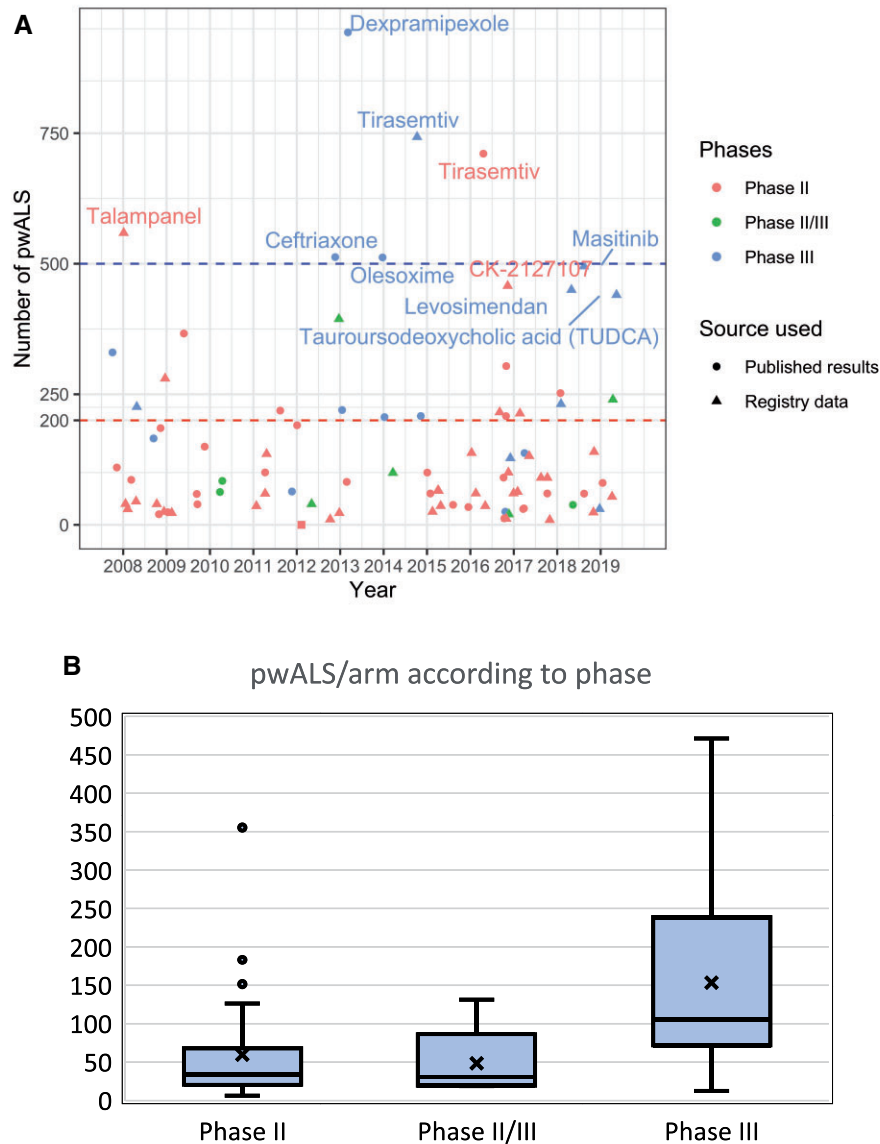 A
Dexpramipexole
Tirasemtiv
Tirasemtiv
Talampanel
Ceftriaxone
Masitinib
Olesoxime
CK-2127107
Levosimendan
Tauroursodeoxycholic acid (TUDCA)
Number of pwALS
750
500
250
200
0
2008 2009 2010 2011 2012 2013 2014 2015 2016 2017 2018 2019
Year
Phases
Phase II
Phase II/III
Phase III
Source used
Published results
Registry data
B
pwALS/arm according to phase
500
450
400
350
300
250
200
150
100
50
0
Phase II Phase II/III Phase III